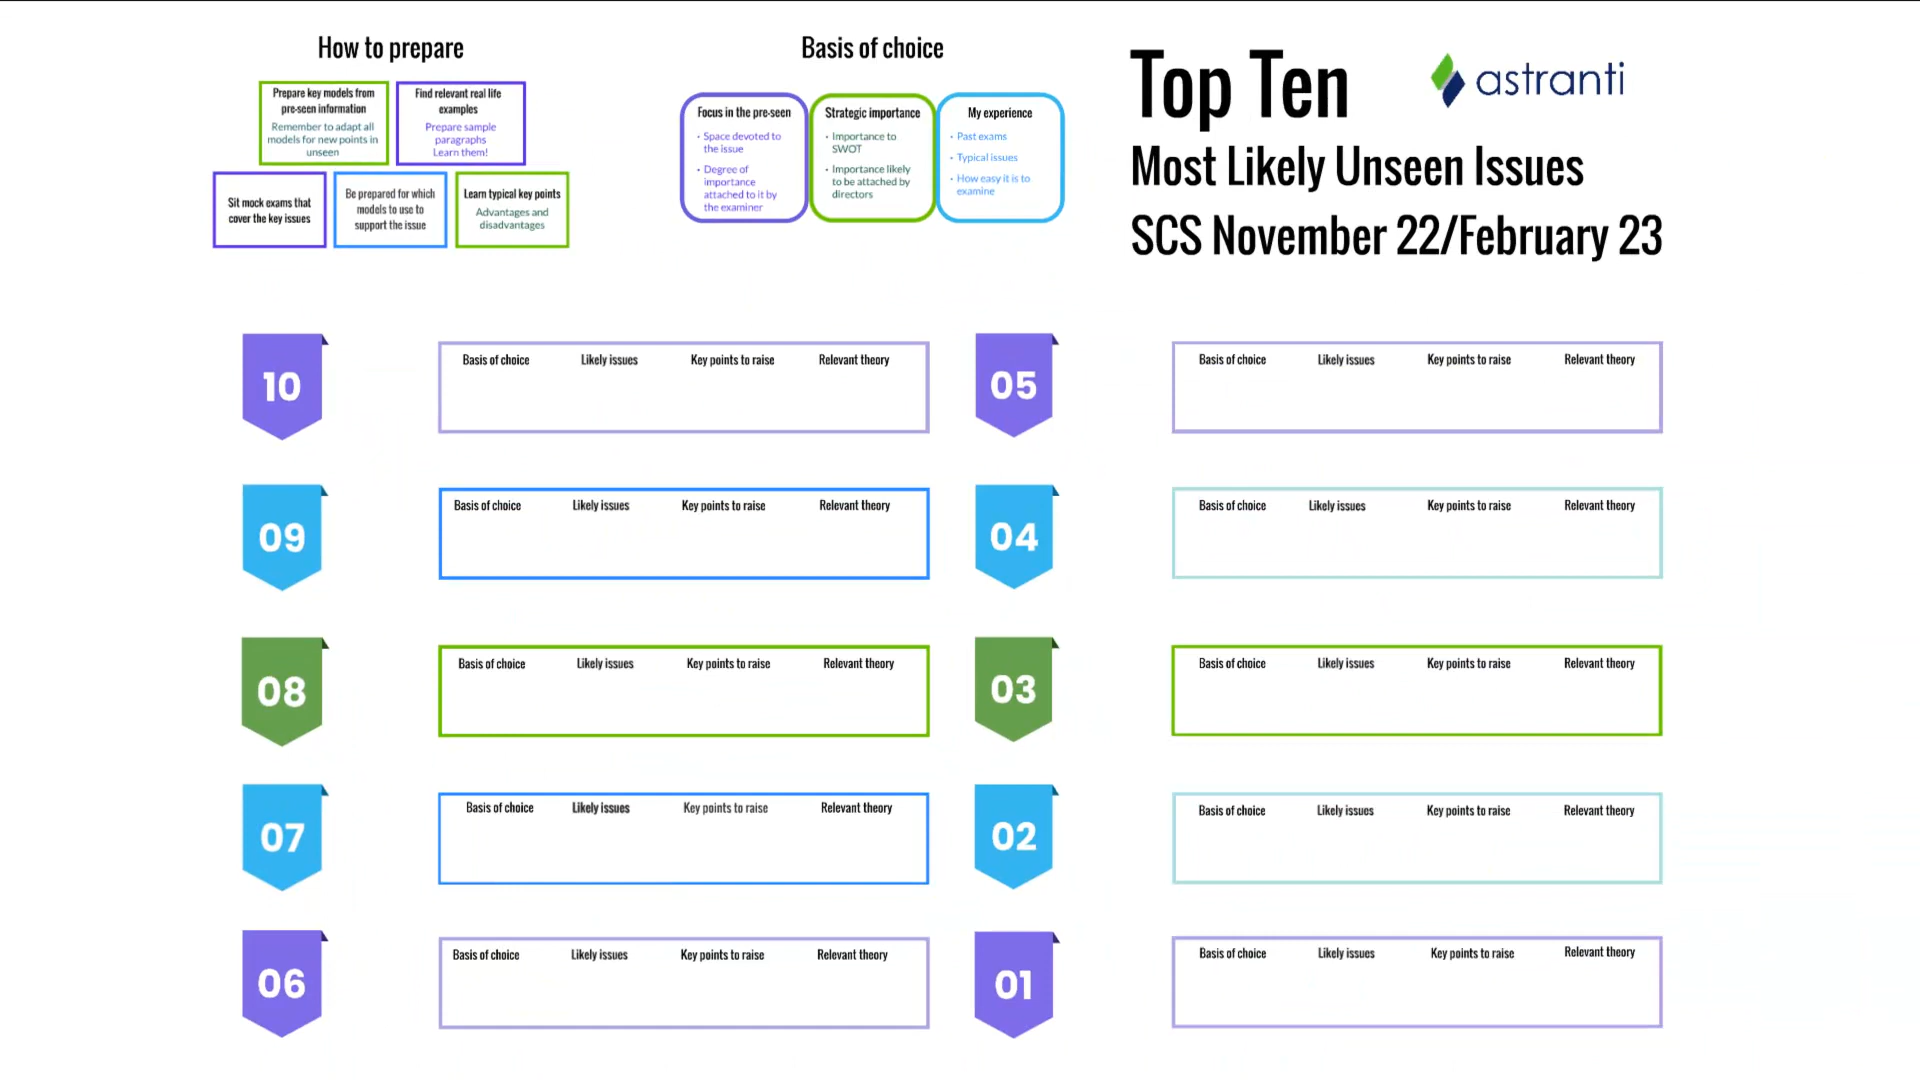 How to prepare
Prepare key models from
pre-seen information
Remember to adapt all
models for new points in
unseen
Find relevant real life
examples
Prepare sample
paragraphs
Learn them!
Sit mock exams that
cover the key issues
Be prepared for which
models to use to
support the issue
Learn typical key points
Advantages and
disadvantages
Basis of choice
Focus in the pre-seen
• Space devoted to
the issue
• Degree of
importance
attached to it by
the examiner
Strategic importance
• Importance to
SWOT
• Importance likely
to be attached by
directors
My experience
• Past exams
• Typical issues
• How easy it is to
examine
Top Ten
astranti
Most Likely Unseen Issues
SCS November 22/February 23
10
Basis of choice Likely issues Key points to raise Relevant theory
09
Basis of choice Likely issues Key points to raise Relevant theory
08
Basis of choice Likely issues Key points to raise Relevant theory
07
Basis of choice Likely issues Key points to raise Relevant theory
06
Basis of choice Likely issues Key points to raise Relevant theory
05
Basis of choice Likely issues Key points to raise Relevant theory
04
Basis of choice Likely issues Key points to raise Relevant theory
03
Basis of choice Likely issues Key points to raise Relevant theory
02
Basis of choice Likely issues Key points to raise Relevant theory
01
Basis of choice Likely issues Key points to raise Relevant theory